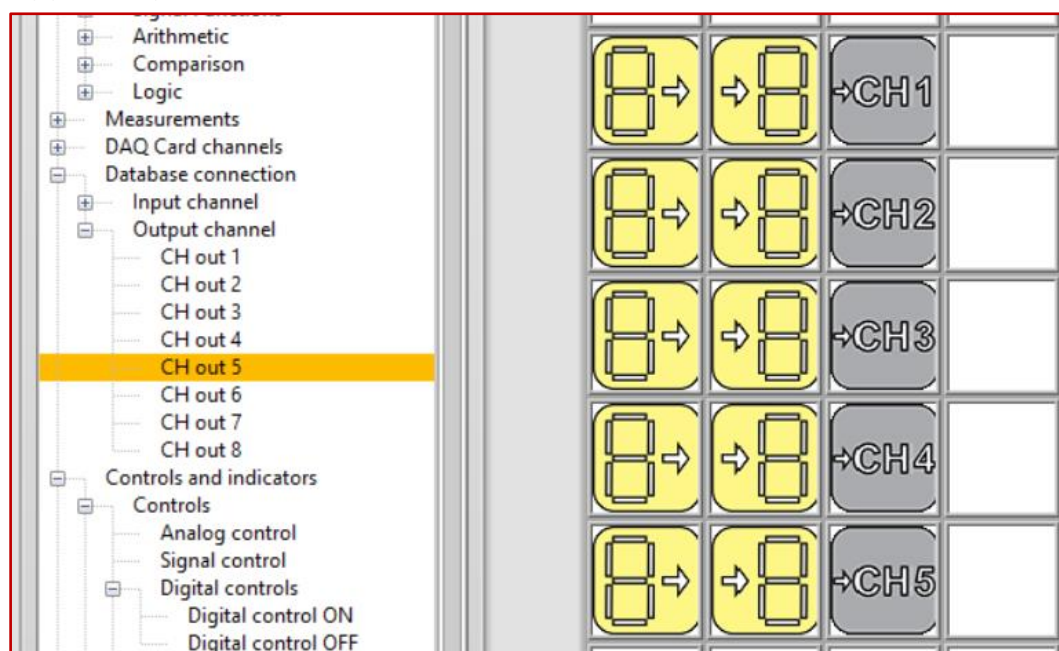 Arithmetic
Comparison
Logic
Measurements
DAQ Card channels
Database connection
Input channel
Output channel
CH out 1
CH out 2
CH out 3
CH out 4
CH out 5
CH out 6
CH out 7
CH out 8
Controls and indicators
Controls
Analog control
Signal control
Digital controls
Digital control ON
Digital control OFF
CH1
CH2
CH3
CH4
CH5